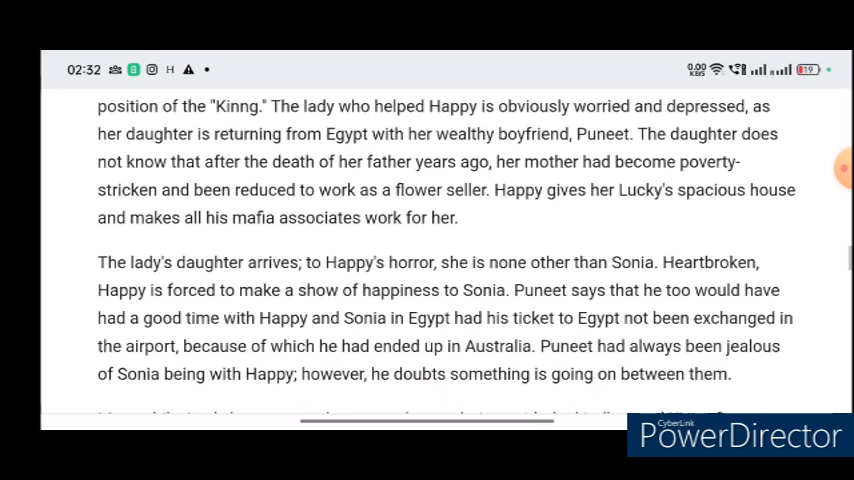 02:32 H
0.00
KB/S
19
position of the "Kinng." The lady who helped Happy is obviously worried and depressed, as
her daughter is returning from Egypt with her wealthy boyfriend, Puneet. The daughter does
not know that after the death of her father years ago, her mother had become poverty-
stricken and been reduced to work as a flower seller. Happy gives her Lucky's spacious house
and makes all his mafia associates work for her.
The lady's daughter arrives; to Happy's horror, she is none other than Sonia. Heartbroken,
Happy is forced to make a show of happiness to Sonia. Puneet says that he too would have
had a good time with Happy and Sonia in Egypt had his ticket to Egypt not been exchanged in
the airport, because of which he had ended up in Australia. Puneet had always been jealous
of Sonia being with Happy; however, he doubts something is going on between them.
CyberLink
PowerDirector